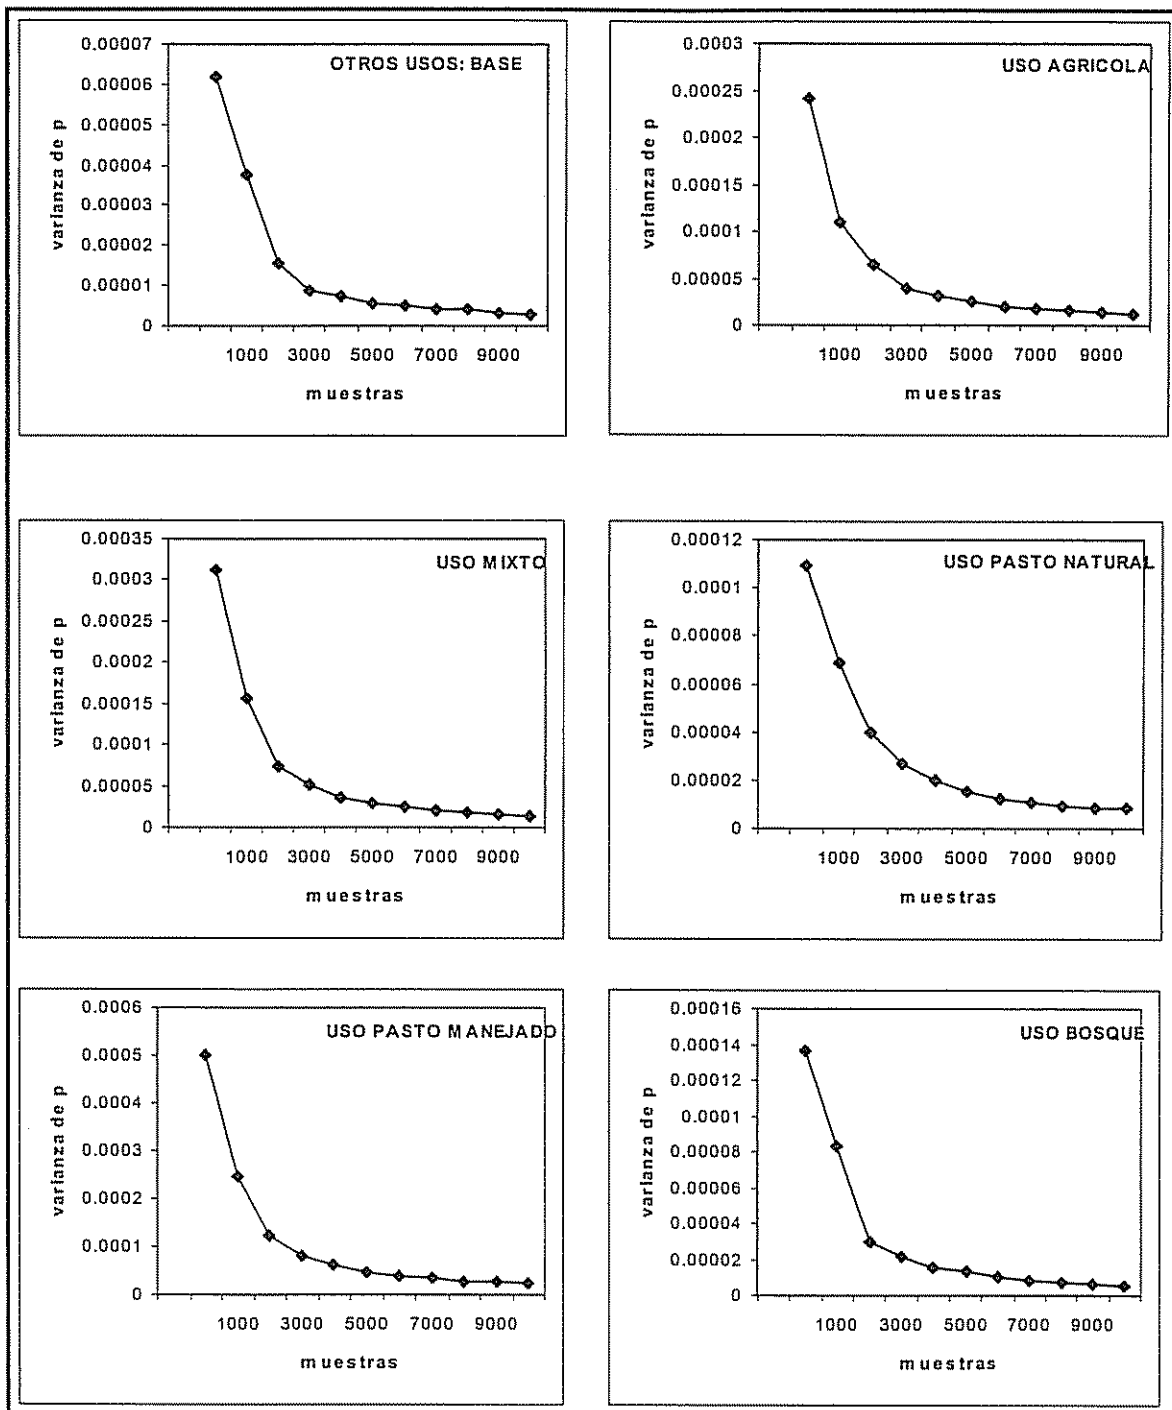 OTROS USOS: BASE
varianza de p
0.00007
0.00006
0.00005
0.00004
0.00003
0.00002
0.00001
0
1000 3000 5000 7000 9000
muestras
USO AGRICOLA
varianza de p
0.0003
0.00025
0.0002
0.00015
0.0001
0.00005
0
1000 3000 5000 7000 9000
muestras
USO MIXTO
varianza de p
0.00035
0.0003
0.00025
0.0002
0.00015
0.0001
0.00005
0
1000 3000 5000 7000 9000
muestras
USO PASTO NATURAL
varianza de p
0.00012
0.0001
0.00008
0.00006
0.00004
0.00002
0
1000 3000 5000 7000 9000
muestras
USO PASTO MANEJADO
varianza de p
0.0006
0.0005
0.0004
0.0003
0.0002
0.0001
0
1000 3000 5000 7000 9000
muestras
USO BOSQUE
varianza de p
0.00016
0.00014
0.00012
0.0001
0.00008
0.00006
0.00004
0.00002
0
1000 3000 5000 7000 9000
muestras